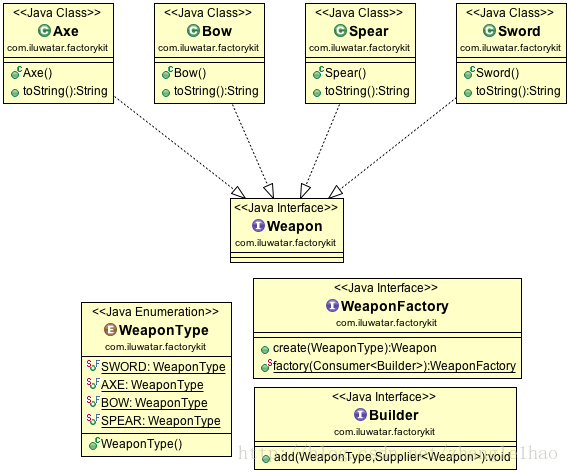 <<Java Class>>
Axe
com.iluwatar.factorykit
Axe()
toString():String
<<Java Class>>
Bow
com.iluwatar.factorykit
Bow()
toString():String
<<Java Class>>
Spear
com.iluwatar.factorykit
Spear()
toString():String
<<Java Class>>
Sword
com.iluwatar.factorykit
Sword()
toString():String
<<Java Interface>>
Weapon
com.iluwatar.factorykit
<<Java Enumeration>>
WeaponType
com.iluwatar.factorykit
SWORD: WeaponType
AXE: WeaponType
BOW: WeaponType
SPEAR: WeaponType
WeaponType()
<<Java Interface>>
WeaponFactory
com.iluwatar.factorykit
create(WeaponType):Weapon
factory(Consumer<Builder>):WeaponFactory
<<Java Interface>>
Builder
com.iluwatar.factorykit
add(WeaponType,Supplier<Weapon>):void